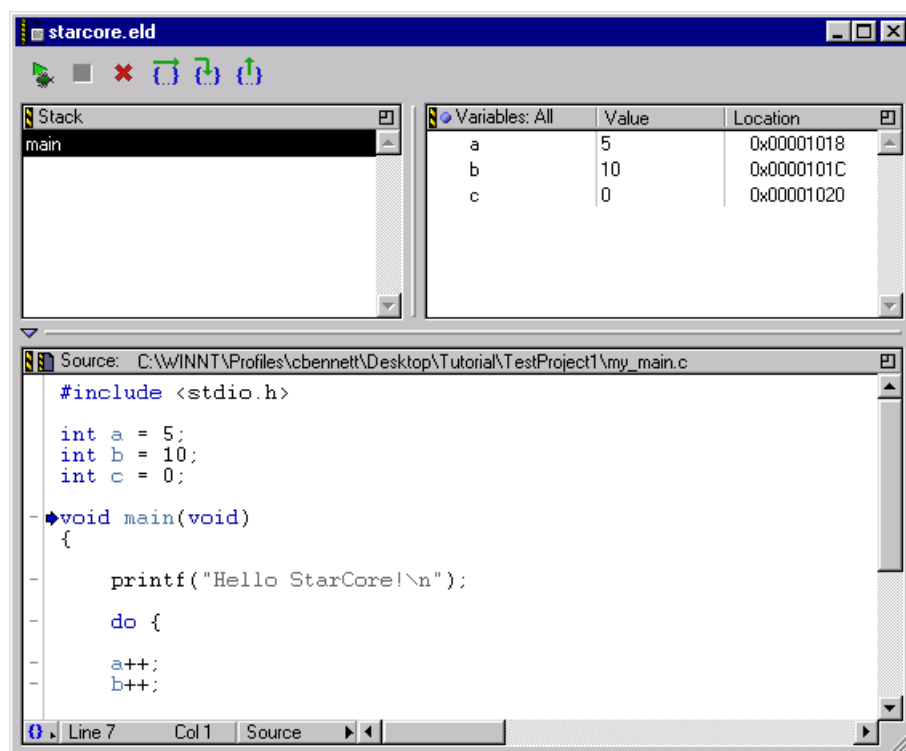 starcore.eld
Stack
main
Variables: All Value Location
a 5 0x00001018
b 10 0x0000101C
c 0 0x00001020
Source: C:\WINNT\Profiles\cbennett\Desktop\Tutorial\TestProject1\my_main.c
#include <stdio.h>
int a = 5;
int b = 10;
int c = 0;
void main(void)
{
printf("Hello StarCore!\n");
do {
a++;
b++;
Line 7 Col 1 Source